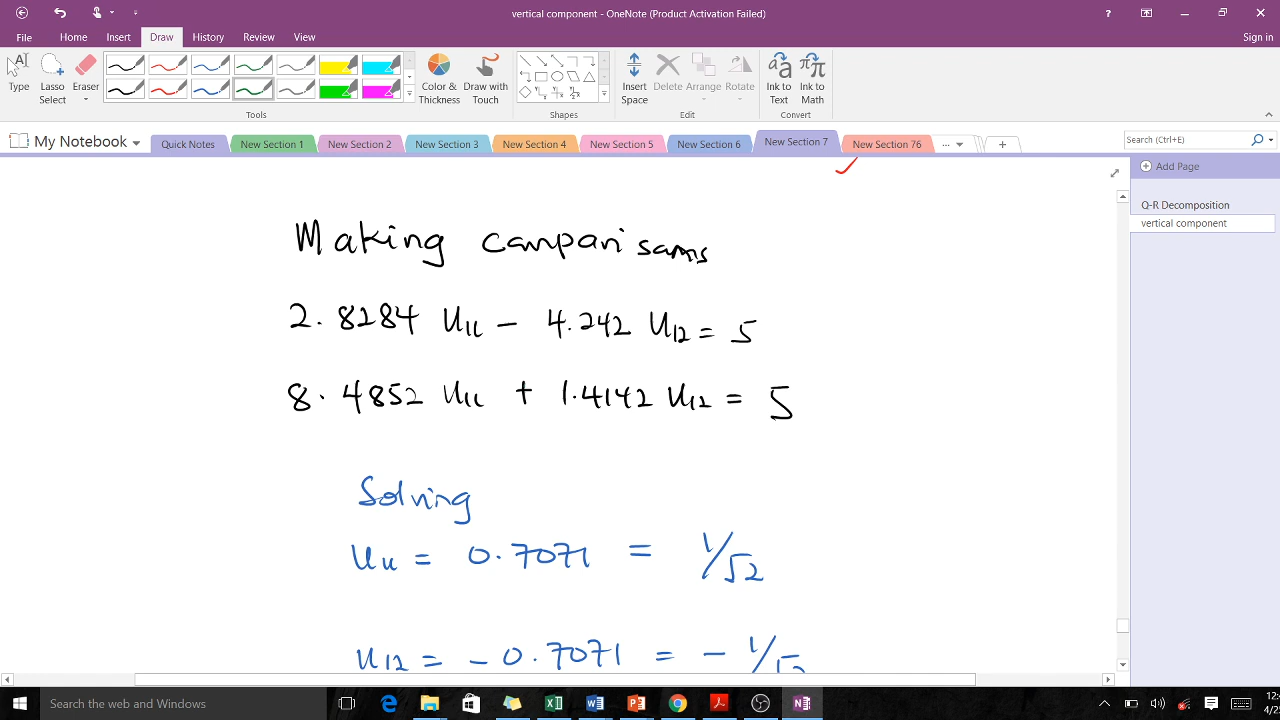 vertical component - OneNote (Product Activation Failed)
File Home Insert Draw History Review View Sign in
Type Lasso Select Eraser Color & Thickness Draw with Touch Insert Space Delete Arrange Rotate Ink to Text Ink to Math
Tools Shapes Edit Convert
My Notebook Quick Notes New Section 1 New Section 2 New Section 3 New Section 4 New Section 5 New Section 6 New Section 7 New Section 76 ... + Search (Ctrl+E)
Add Page
Q-R Decomposition
vertical component
Making comparisons
2.8284 U11 - 4.242 U12 = 5
8.4852 U11 + 1.4142 U12 = 5
Solving
U11 = 0.7071 = 1/√2
U12 = - 0.7071 = - 1/√2
Search the web and Windows